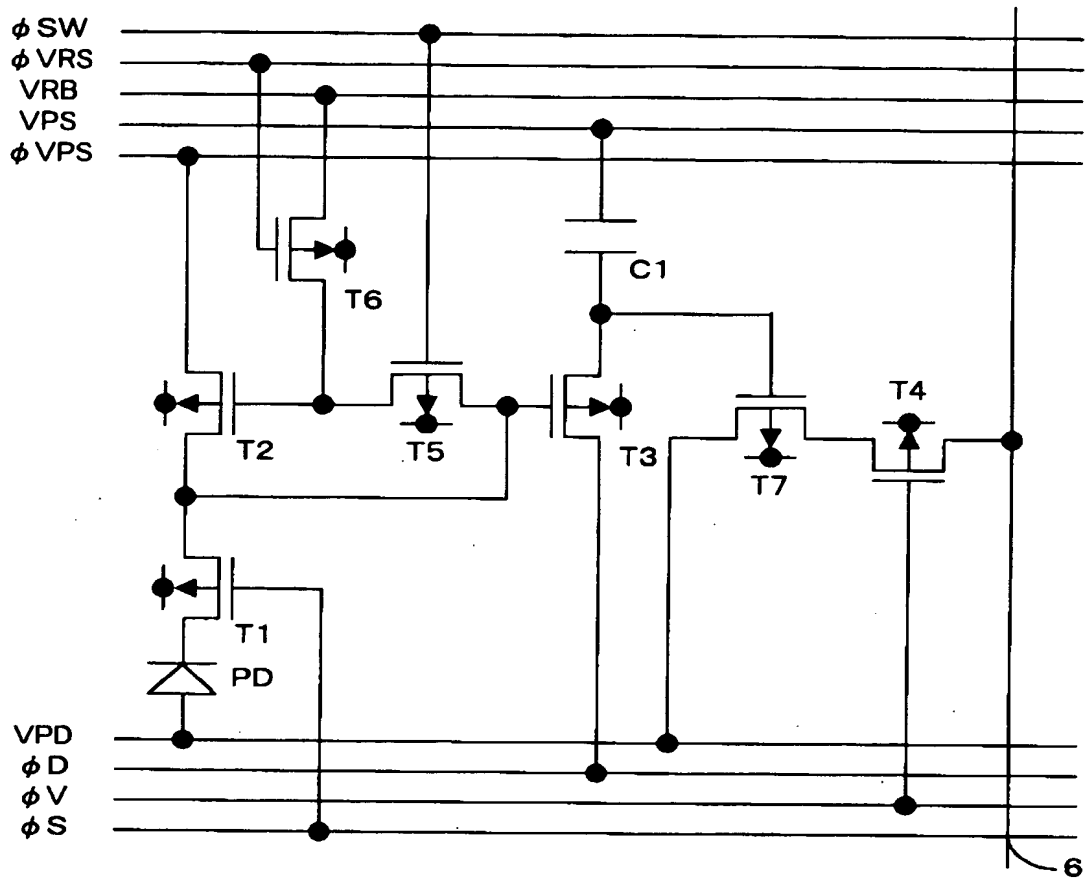 φSW
φVRS
VRB
VPS
φVPS
C1
T6
T4
T2
T5
T3
T7
T1
PD
VPD
φD
φV
φS
6